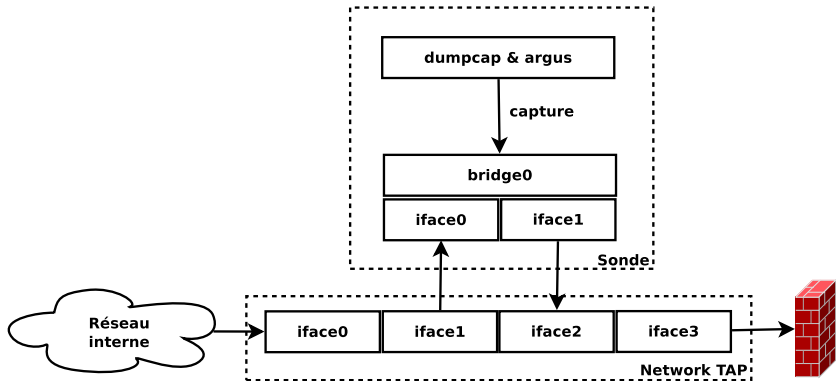 dumpcap & argus
capture
bridge0
iface0
iface1
Sonde
Réseau
interne
iface0
iface1
iface2
iface3
Network TAP